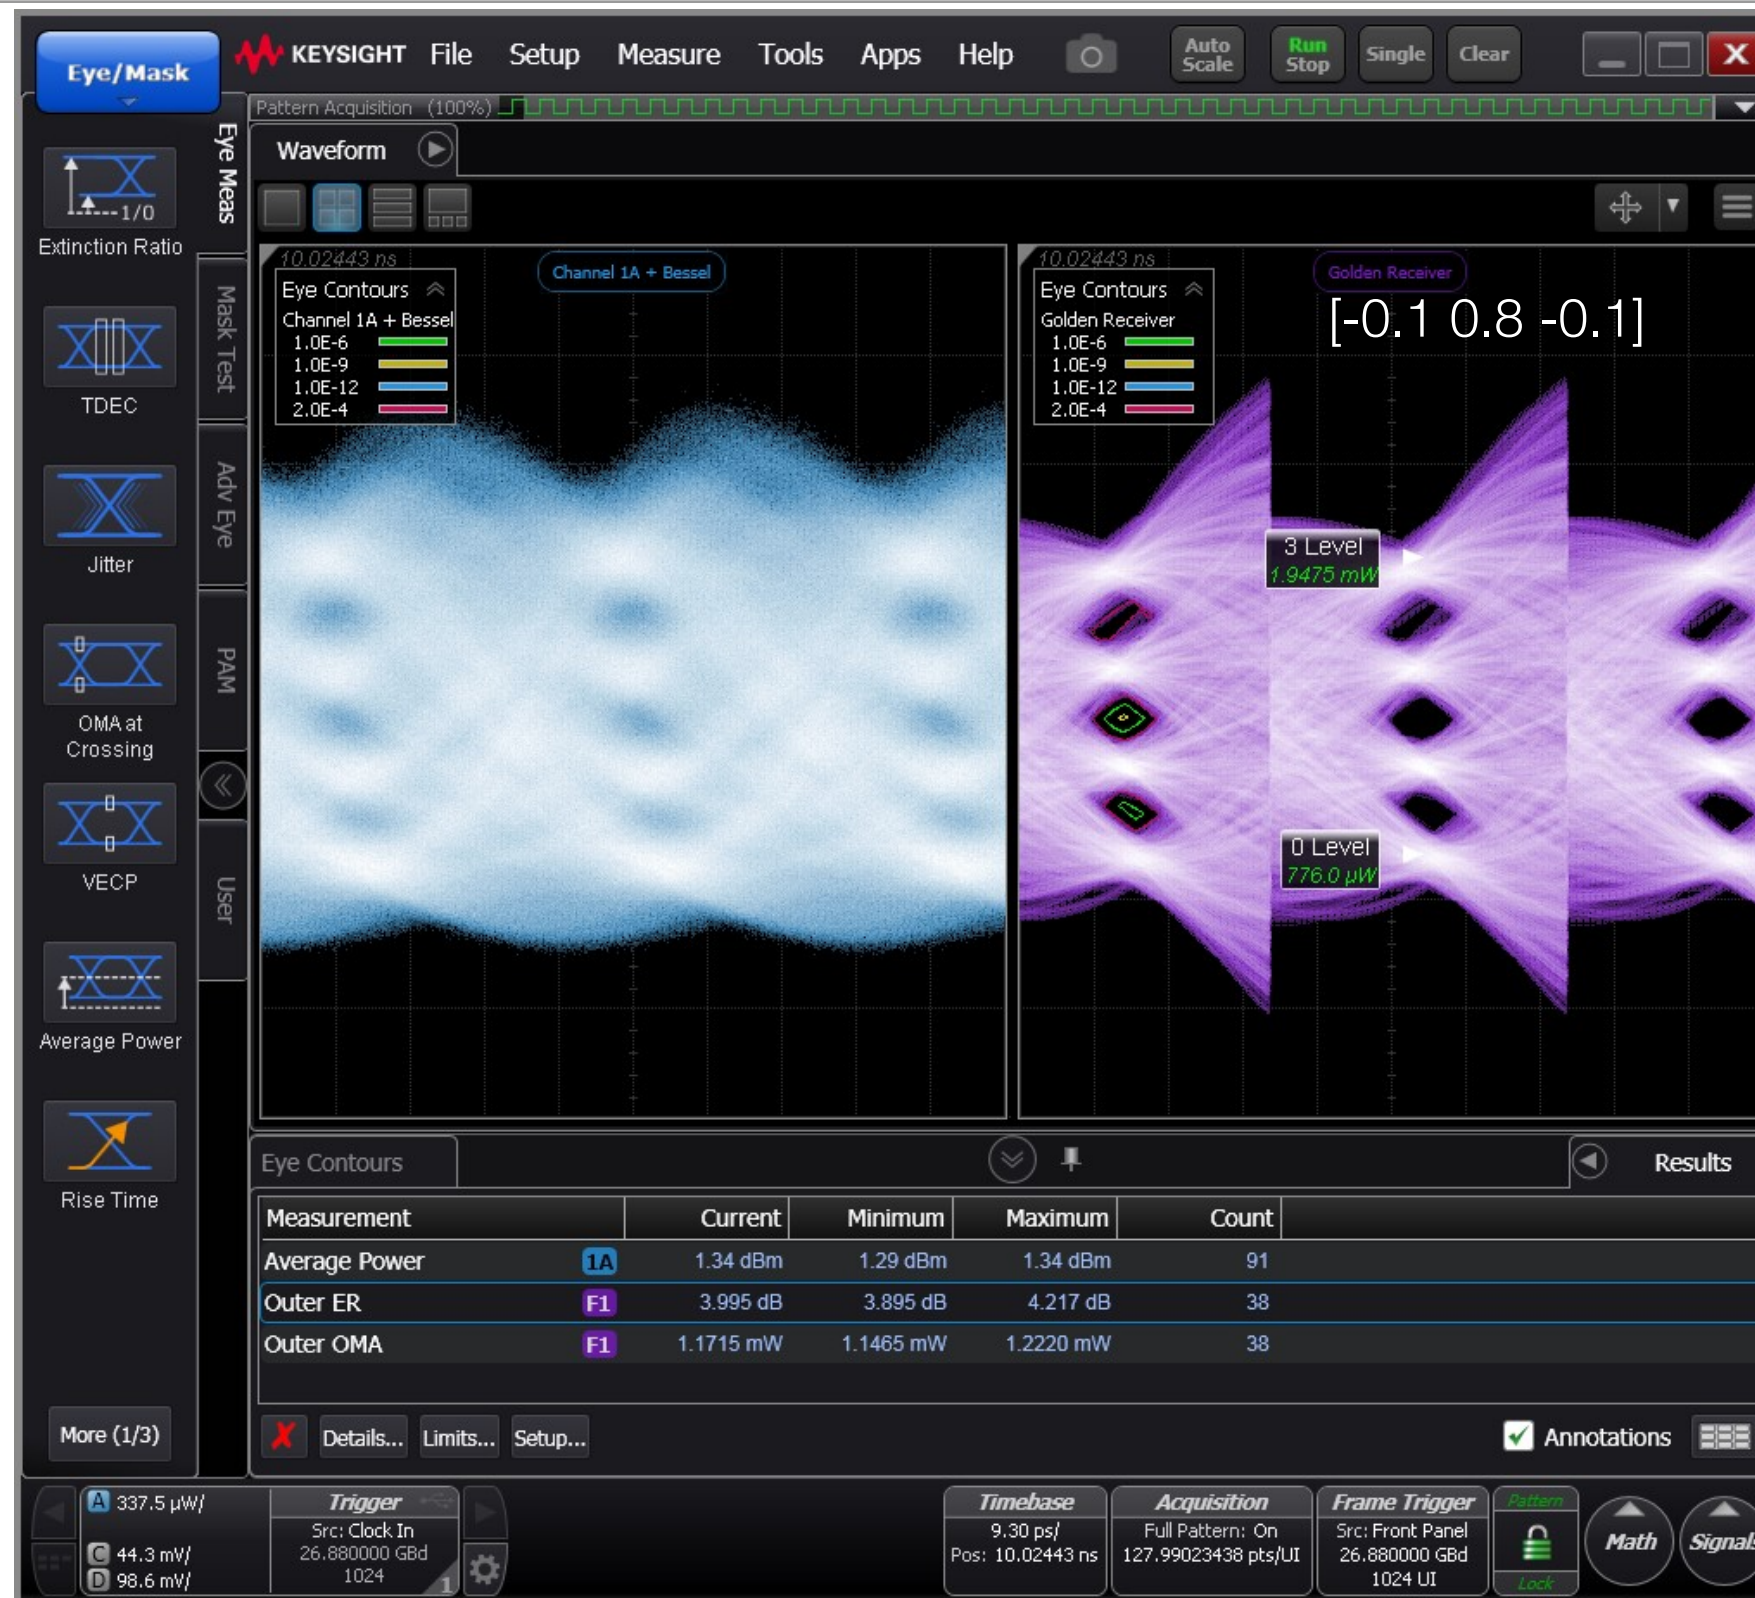 Eye/Mask
KEYSIGHT File Setup Measure Tools Apps Help
Auto Scale
Run Stop
Single
Clear
Pattern Acquisition (100%)
Waveform
Eye Meas
Mask Test
Adv Eye
PAM
User
1/0
Extinction Ratio
TDEC
Jitter
OMA at
Crossing
VECP
Average Power
Rise Time
More (1/3)
10.02443 ns
Eye Contours
Channel 1A + Bessel
1.0E-6
1.0E-9
1.0E-12
2.0E-4
Channel 1A + Bessel
10.02443 ns
Eye Contours
Golden Receiver
1.0E-6
1.0E-9
1.0E-12
2.0E-4
Golden Receiver
[-0.1 0.8 -0.1]
3 Level
1.9475 mW
0 Level
776.0 µW
Eye Contours
Results
Measurement Current Minimum Maximum Count
Average Power 1A 1.34 dBm 1.29 dBm 1.34 dBm 91
Outer ER F1 3.995 dB 3.895 dB 4.217 dB 38
Outer OMA F1 1.1715 mW 1.1465 mW 1.2220 mW 38
Details... Limits... Setup...
Annotations
A 337.5 µW/
C 44.3 mV/
D 98.6 mV/
Trigger
Src: Clock In
26.880000 GBd
1024
1
Timebase
9.30 ps/
Pos: 10.02443 ns
Acquisition
Full Pattern: On
127.99023438 pts/UI
Frame Trigger
Src: Front Panel
26.880000 GBd
1024 UI
Pattern
Lock
Math
Signals